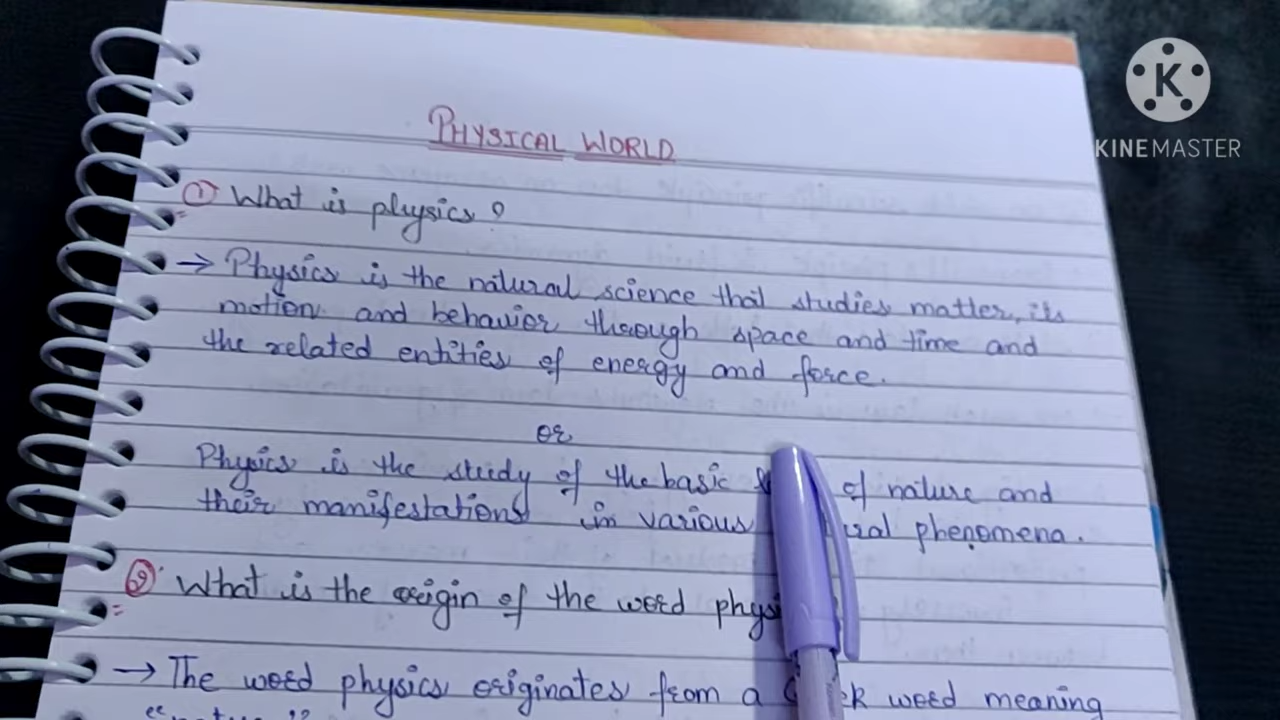 PHYSICAL WORLD
① What is physics?
→ Physics is the natural science that studies matter, its
motion and behavior through space and time and
the related entities of energy and force.
or
Physics is the study of the basic of nature and
their manifestations in various phenomena.
② What is the origin of the word
→ The word physics originates from a word meaning
K
KINEMASTER